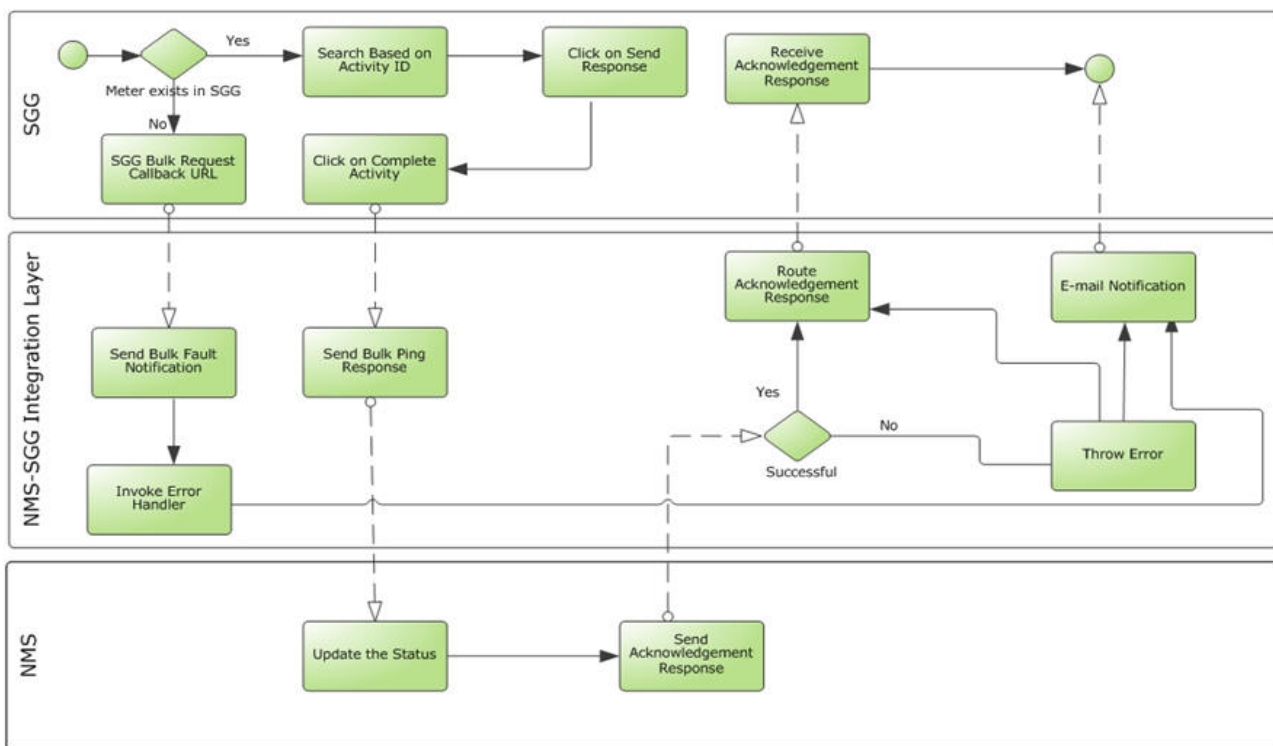 SGG
Yes
Meter exists in SGG
No
Search Based on
Activity ID
Click on Send
Response
Receive
Acknowledgement
Response
SGG Bulk Request
Callback URL
Click on Complete
Activity
NMS-SGG Integration Layer
Send Bulk Fault
Notification
Send Bulk Ping
Response
Route
Acknowledgement
Response
E-mail Notification
Yes
No
Successful
Throw Error
Invoke Error
Handler
NMS
Update the Status
Send
Acknowledgement
Response